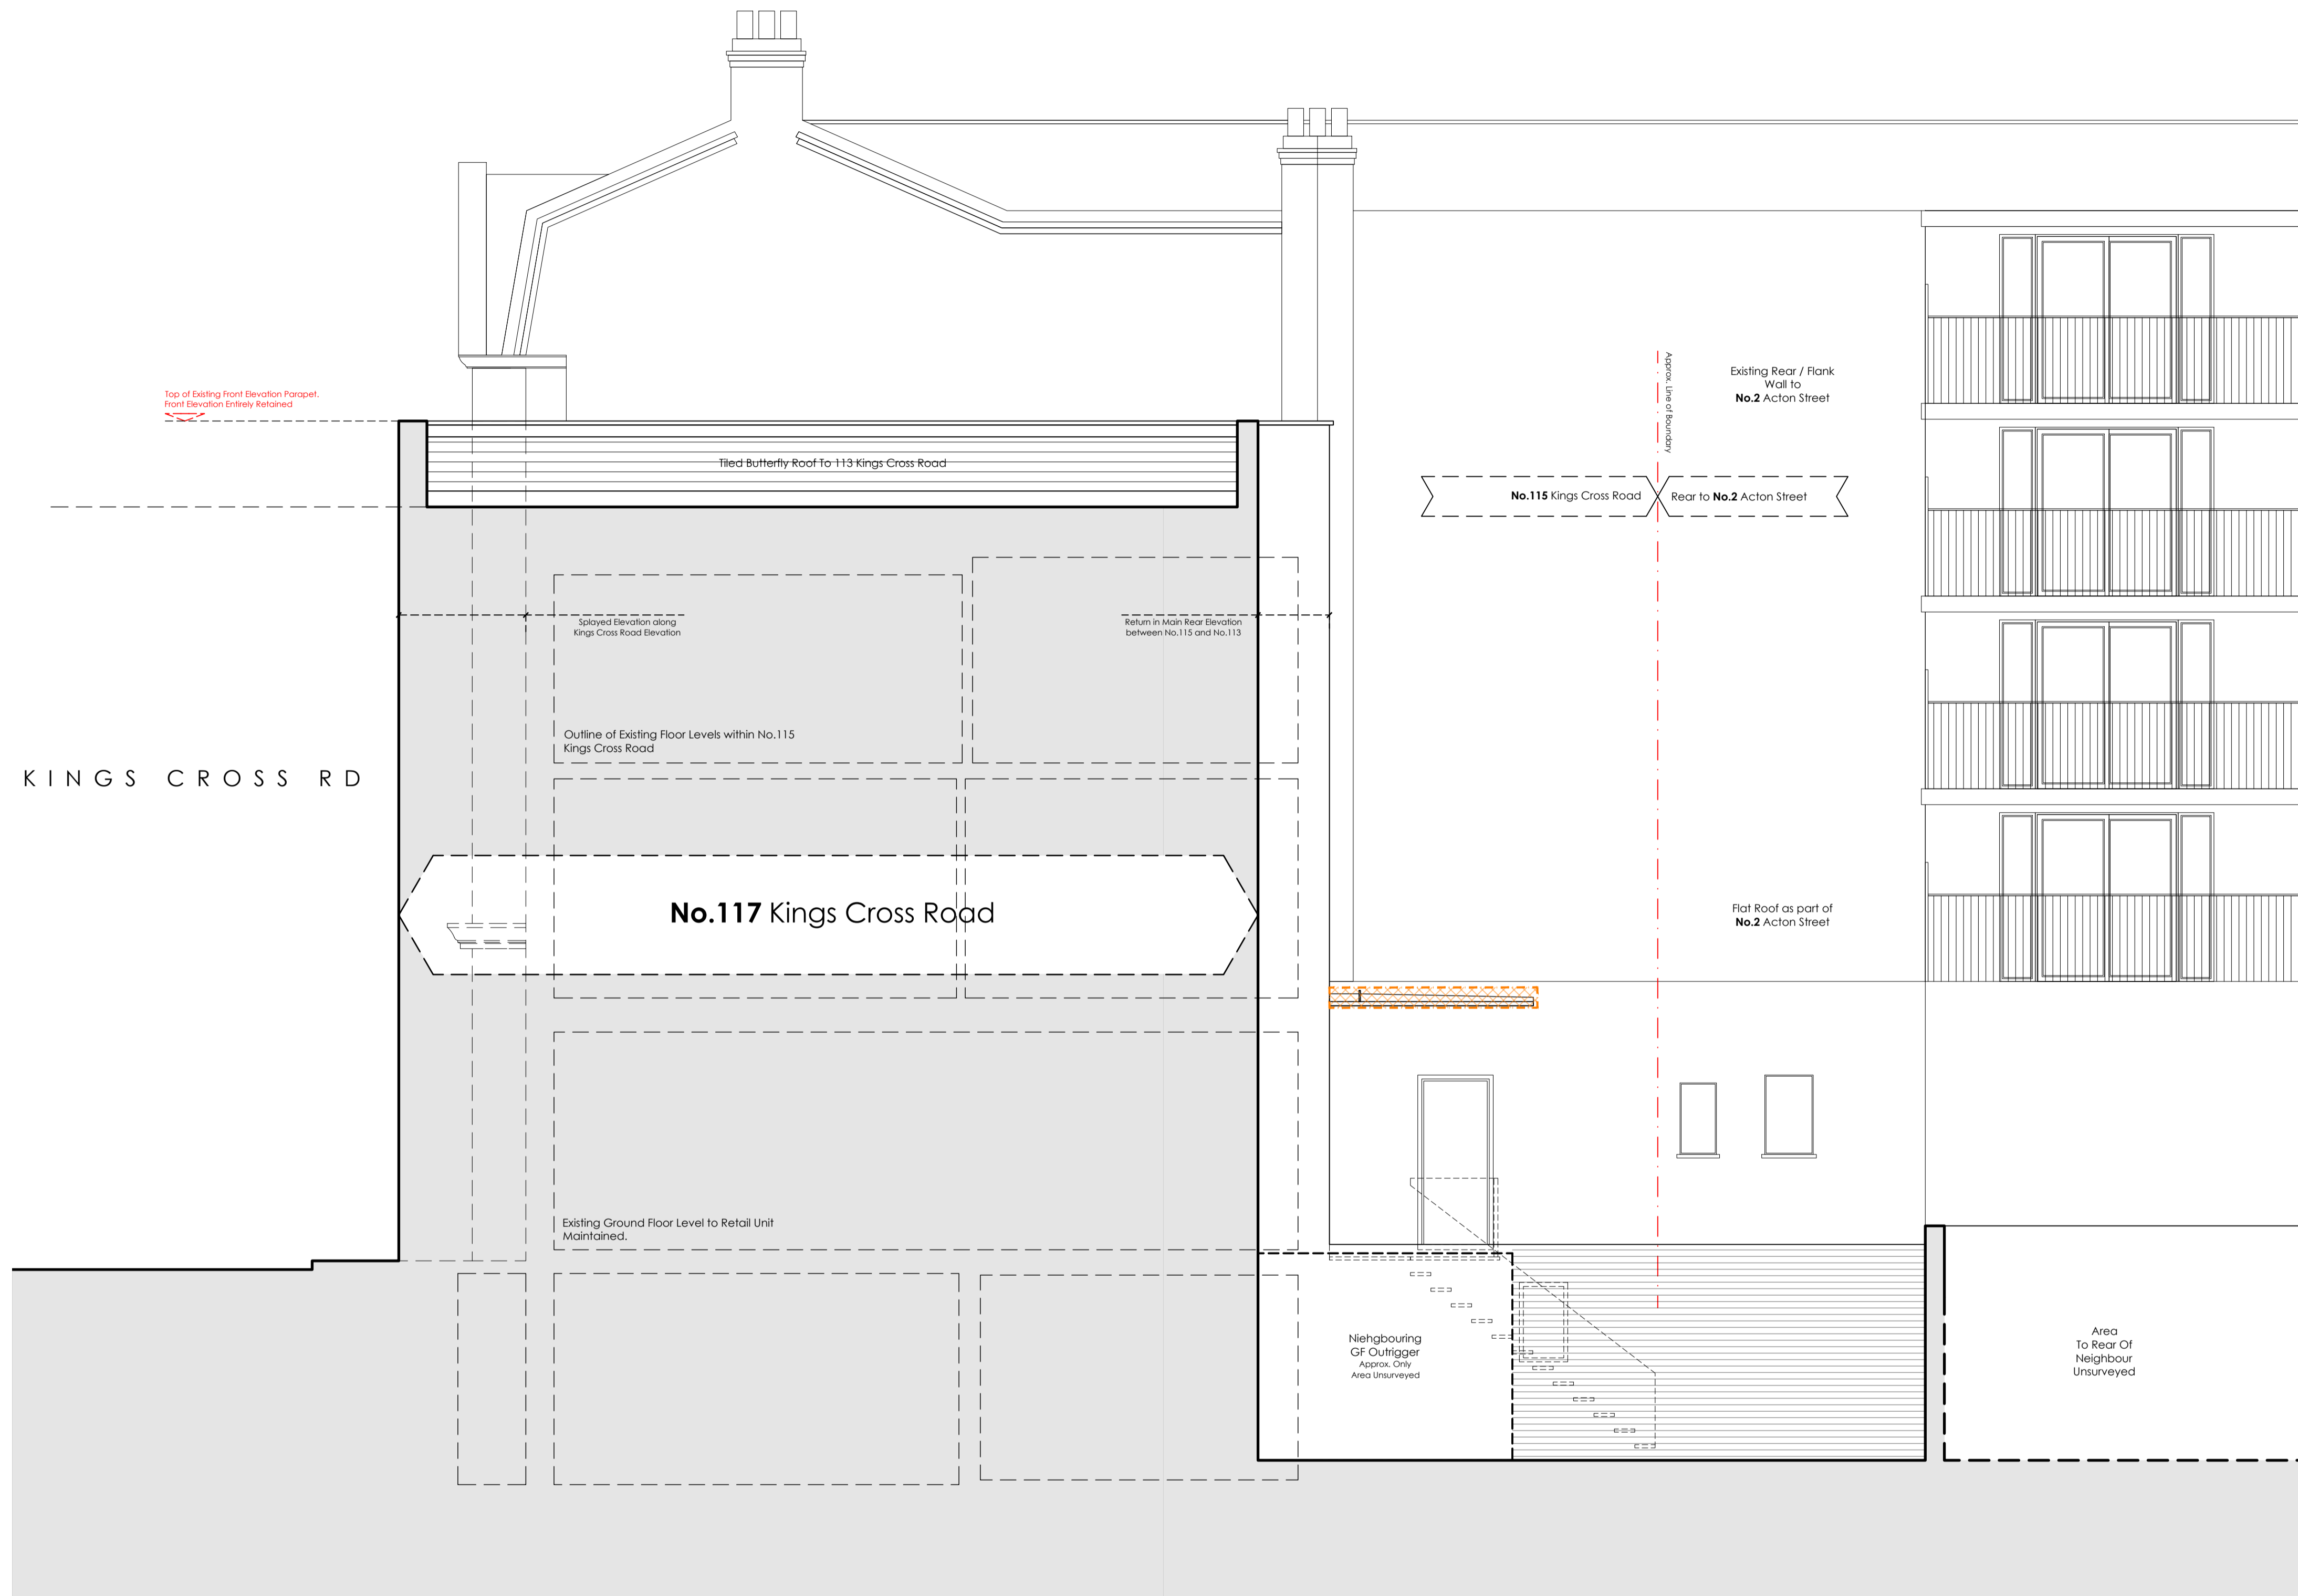 Top of Existing Front Elevation Parapet.
Front Elevation Entirely Retained
Tiled Butterfly Roof To 113 Kings Cross Road
Existing Rear / Flank
Wall to
No.2 Acton Street
Approx. Line of Boundary
No.115 Kings Cross Road
Rear to No.2 Acton Street
Splayed Elevation along
Kings Cross Road Elevation
Return in Main Rear Elevation
between No.115 and No.113
Outline of Existing Floor Levels within No.115
Kings Cross Road
KINGS CROSS RD
No.117 Kings Cross Road
Flat Roof as part of
No.2 Acton Street
Existing Ground Floor Level to Retail Unit
Maintained.
Niehgbouring
GF Outrigger
Approx. Only
Area Unsurveyed
Area
To Rear Of
Neighbour
Unsurveyed